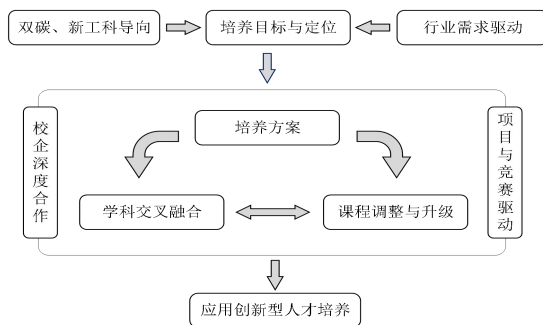 双碳、新工科导向
培养目标与定位
行业需求驱动
校企深度合作
培养方案
项目与竞赛驱动
学科交叉融合
课程调整与升级
应用创新型人才培养